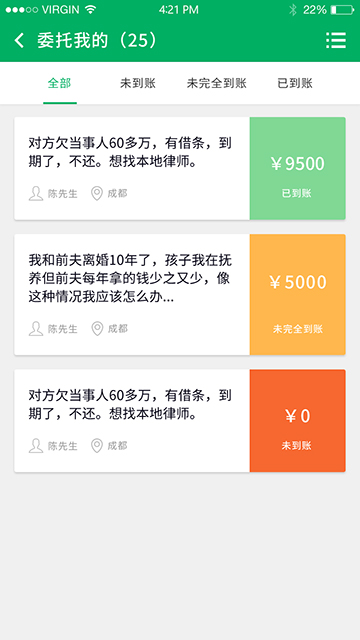 VIRGIN 4:21 PM 22%
委托我的（25）
全部 未到账 未完全到账 已到账
对方欠当事人60多万，有借条，到
期了，不还。想找本地律师。
陈先生 成都
￥9500
已到账
我和前夫离婚10年了，孩子我在抚
养但前夫每年拿的钱少之又少，像
这种情况我应该怎么办...
陈先生 成都
￥5000
未完全到账
对方欠当事人60多万，有借条，到
期了，不还。想找本地律师。
陈先生 成都
￥0
未到账